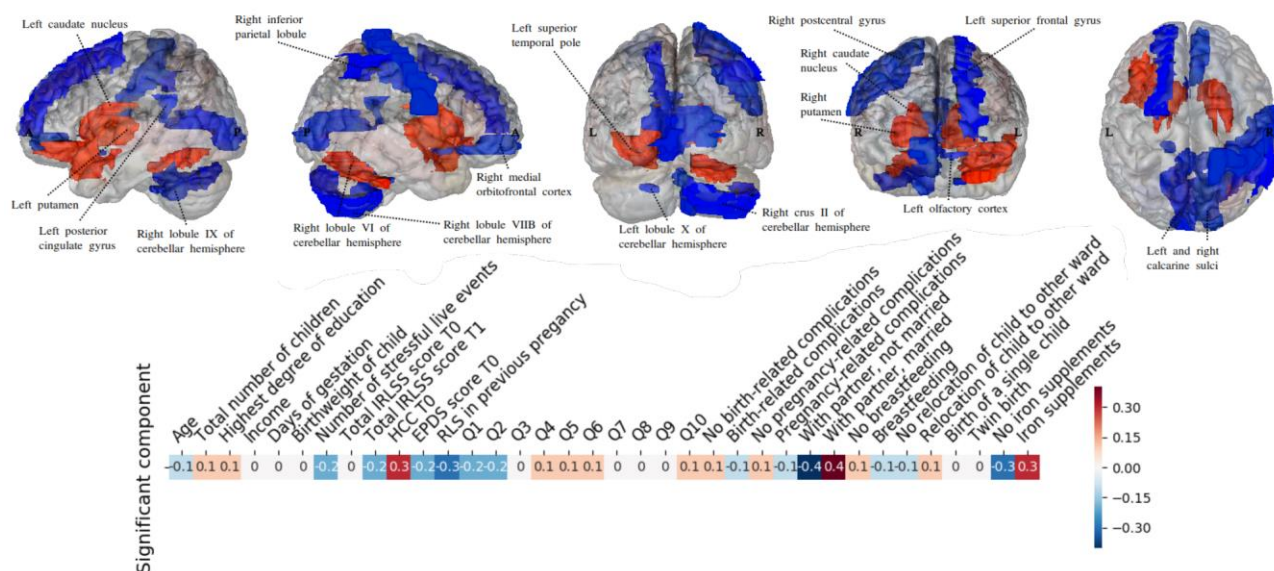 Left caudate nucleus
Right inferior
parietal lobule
Left superior
temporal pole
Right postcentral gyrus
Left superior frontal gyrus
Right caudate
nucleus
Right
putamen
A
P
P
A
L
R
R
L
L
R
Left putamen
Left posterior
cingulate gyrus
Right lobule IX of
cerebellar hemisphere
Right lobule VI of
cerebellar hemisphere
Right lobule VIIB of
cerebellar hemisphere
Right medial
orbitofrontal cortex
Left lobule X of
cerebellar hemisphere
Right crus II of
cerebellar hemisphere
Left olfactory cortex
Left and right
calcarine sulci
Age
Total number of children
Highest degree of education
Income
Days of gestation
Birthweight of child
Number of stressful live events
Total IRLSS score T0
Total IRLSS score T1
HCC T0
EPDS score T0
RLS in previous pregancy
Q1
Q2
Q3
Q4
Q5
Q6
Q7
Q8
Q9
Q10
No birth-related complications
Birth-related complications
No pregnancy-related complications
Pregnancy-related complications
With partner, not married
With partner, married
No breastfeeding
Breastfeeding
No relocation of child to other ward
Relocation of child to other ward
Birth of a single child
Twin birth
No iron supplements
Iron supplements
Significant component
-0.1 0.1 0.1 0 0 0 -0.2 0 -0.2 0.3 -0.2 -0.3 -0.2 -0.2 0 0.1 0.1 0.1 0 0 0 0.1 0.1 -0.1 0.1 -0.1 -0.4 0.4 0.1 -0.1 -0.1 0.1 0 0 -0.3 0.3
0.30
0.15
0.00
−0.15
−0.30